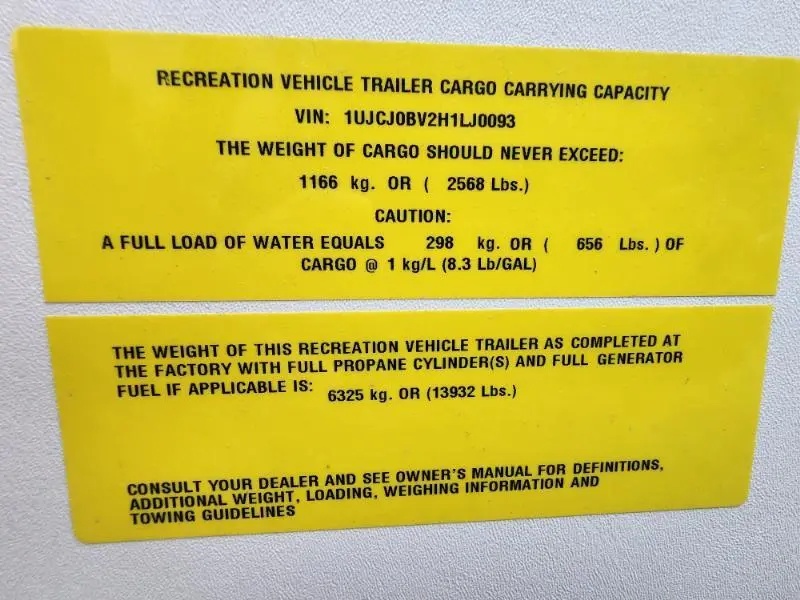 RECREATION VEHICLE TRAILER CARGO CARRYING CAPACITY
VIN: 1UJCJ0BV2H1LJ0093
THE WEIGHT OF CARGO SHOULD NEVER EXCEED:
1166 kg. OR ( 2568 Lbs.)
CAUTION:
A FULL LOAD OF WATER EQUALS 298 kg. OR ( 656 Lbs. ) OF
CARGO @ 1 kg/L (8.3 Lb/GAL)
THE WEIGHT OF THIS RECREATION VEHICLE TRAILER AS COMPLETED AT
THE FACTORY WITH FULL PROPANE CYLINDER(S) AND FULL GENERATOR
FUEL IF APPLICABLE IS: 6325 kg. OR (13932 Lbs.)
CONSULT YOUR DEALER AND SEE OWNER'S MANUAL FOR DEFINITIONS,
ADDITIONAL WEIGHT, LOADING, WEIGHING INFORMATION AND
TOWING GUIDELINES